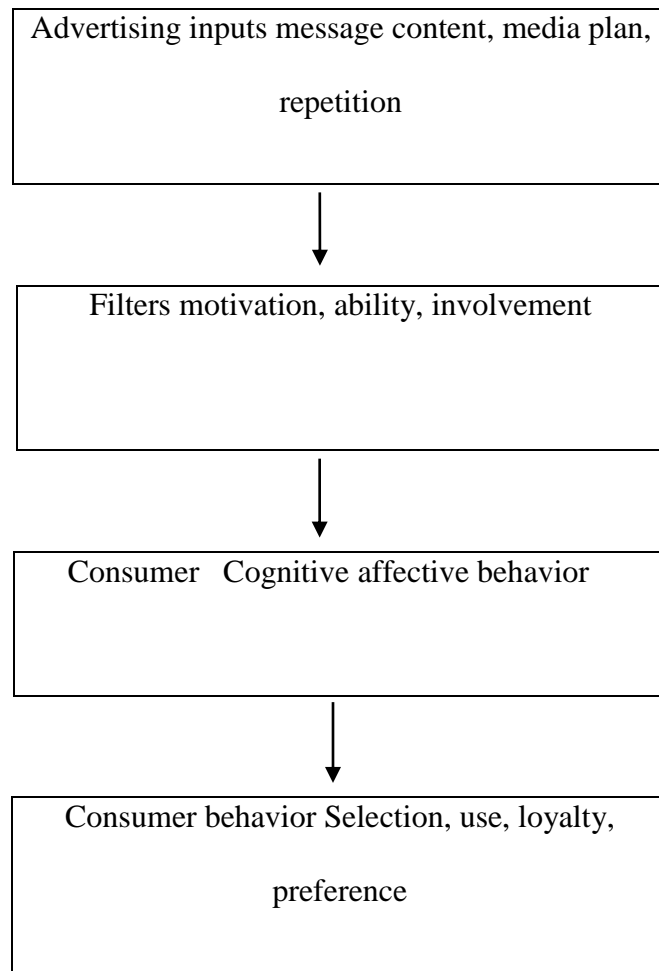 Advertising inputs message content, media plan,
repetition
Filters motivation, ability, involvement
Consumer   Cognitive affective behavior
Consumer behavior Selection, use, loyalty,
preference